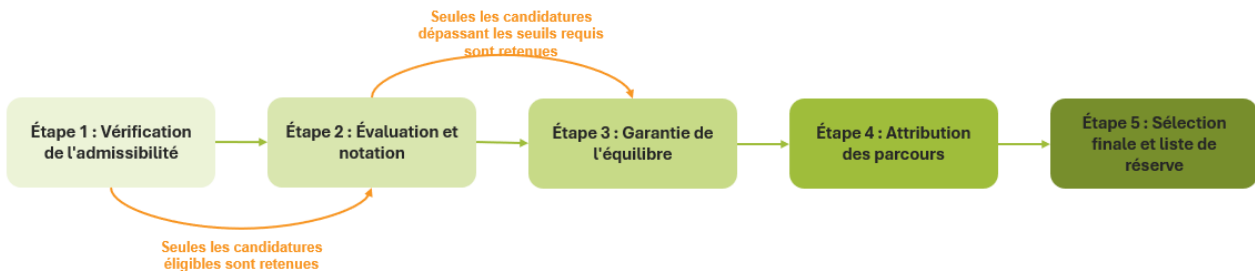 Seules les candidatures
dépassant les seuils requis
sont retenues
Étape 1 : Vérification
de l'admissibilité
Étape 2 : Évaluation et
notation
Étape 3 : Garantie de
l'équilibre
Étape 4 : Attribution
des parcours
Étape 5 : Sélection
finale et liste de
réserve
Seules les candidatures
éligibles sont retenues